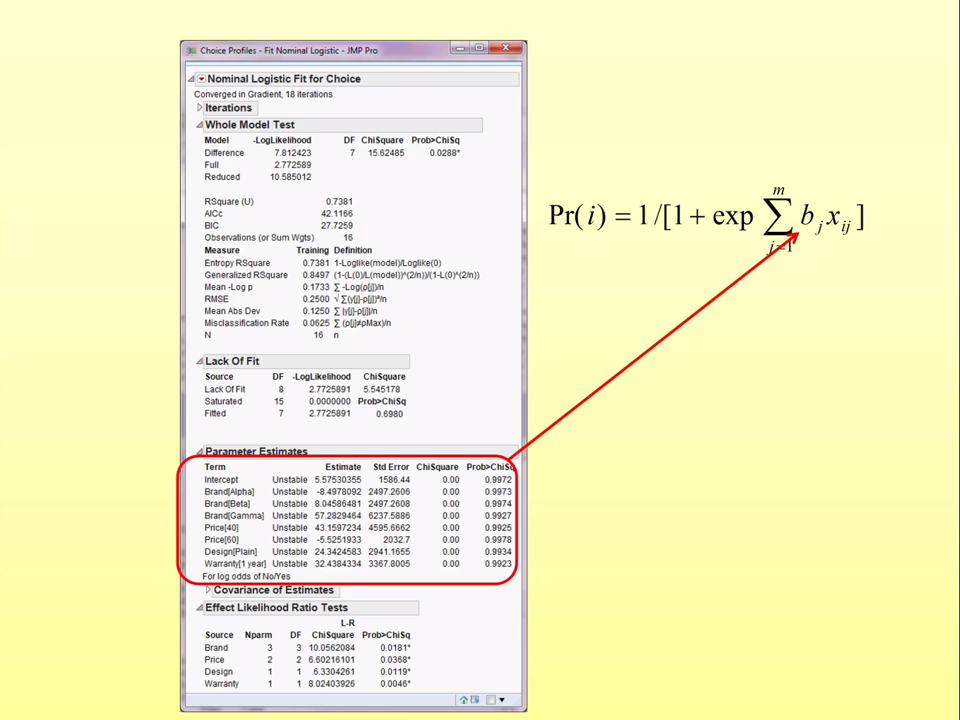 Choice Profiles - Fit Nominal Logistic - JMP Pro
Nominal Logistic Fit for Choice
Converged in Gradient, 18 iterations
Iterations
Whole Model Test
Model -LogLikelihood DF ChiSquare Prob>ChiSq
Difference 7.812423 7 15.62485 0.0288*
Full 2.772589
Reduced 10.585012
RSquare (U) 0.7381
AICc 42.1166
BIC 27.7259
Observations (or Sum Wgts) 16
Measure Training Definition
Entropy RSquare 0.7381 1-Loglike(model)/Loglike(0)
Generalized RSquare 0.8497 (1-(L(0)/L(model))^(2/n))/(1-L(0)^(2/n))
Mean -Log p 0.1733 ∑ -Log(ρ[j])/n
RMSE 0.2500 √ ∑(y[j]-ρ[j])²/n
Mean Abs Dev 0.1250 ∑ |y[j]-ρ[j]|/n
Misclassification Rate 0.0625 ∑ (ρ[j]≠ρMax)/n
N 16 n
Lack Of Fit
Source DF -LogLikelihood ChiSquare
Lack Of Fit 8 2.7725891 5.545178
Saturated 15 0.0000000 Prob>ChiSq
Fitted 7 2.7725891 0.6980
Parameter Estimates
Term Estimate Std Error ChiSquare Prob>ChiSq
Intercept Unstable 5.57530355 1586.44 0.00 0.9972
Brand[Alpha] Unstable -8.4978092 2497.2606 0.00 0.9973
Brand[Beta] Unstable 8.04586481 2497.2608 0.00 0.9974
Brand[Gamma] Unstable 57.2829464 6237.5886 0.00 0.9927
Price[40] Unstable 43.1597234 4595.6662 0.00 0.9925
Price[60] Unstable -5.5251933 2032.7 0.00 0.9978
Design[Plain] Unstable 24.3424583 2941.1655 0.00 0.9934
Warranty[1 year] Unstable 32.4384334 3367.8005 0.00 0.9923
For log odds of No/Yes
Covariance of Estimates
Effect Likelihood Ratio Tests
L-R
Source Nparm DF ChiSquare Prob>ChiSq
Brand 3 3 10.0562084 0.0181*
Price 2 2 6.60216101 0.0368*
Design 1 1 6.3304261 0.0119*
Warranty 1 1 8.02403926 0.0046*
Pr(i) = 1/[1 + exp ∑_{j=1}^{m} b_j x_{ij} ]